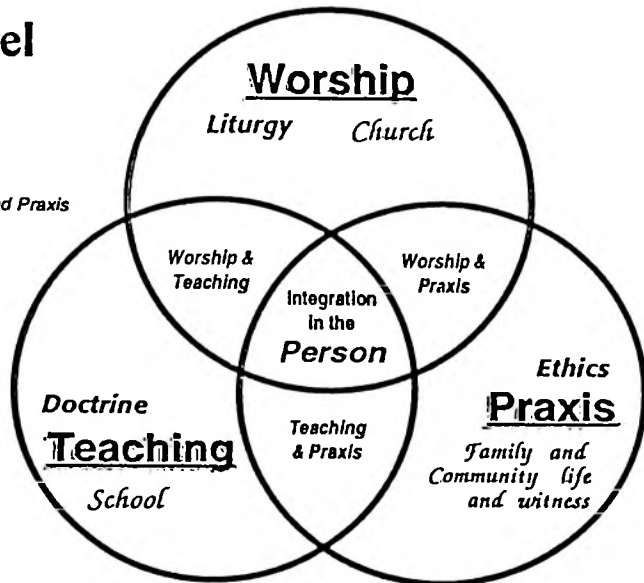 el
Worship
Liturgy Church
d Praxis
Worship &
Teaching
Worship &
Praxis
Integration
in the
Person
Ethics
Doctrine
Praxis
Teaching
Teaching
& Praxis
Family and
Community life
and witness
School